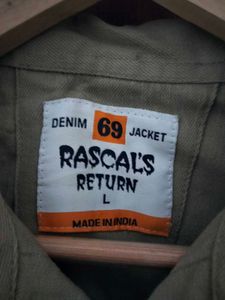 DENIM 69 JACKET
RASCAL'S
RETURN
L
MADE IN INDIA